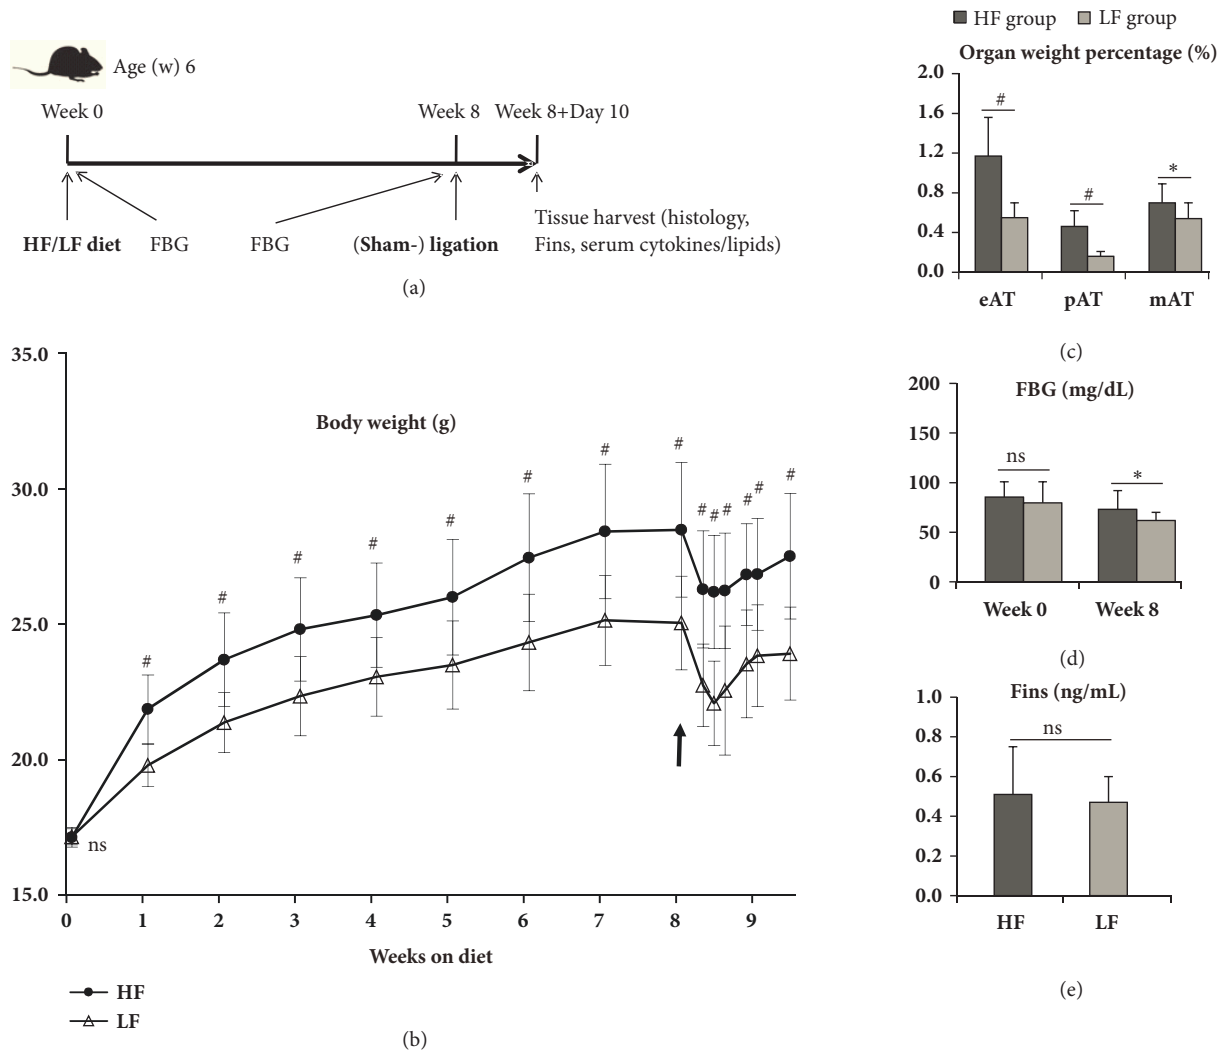 Age (w) 6
Week 0
Week 8
Week 8+Day 10
HF/LF diet
FBG
FBG
(Sham-) ligation
Tissue harvest (histology,
Fins, serum cytokines/lipids)
(a)
HF group
LF group
Organ weight percentage (%)
2.0
1.6
1.2
0.8
0.4
0.0
#
#
*
eAT
pAT
mAT
(c)
35.0
30.0
25.0
20.0
15.0
Body weight (g)
#
#
#
#
#
#
#
#
#
#
#
#
#
#
ns
0
1
2
3
4
5
6
7
8
9
Weeks on diet
HF
LF
(b)
200
150
100
50
0
FBG (mg/dL)
ns
*
Week 0
Week 8
(d)
1.0
0.8
0.6
0.4
0.2
0.0
Fins (ng/mL)
ns
HF
LF
(e)